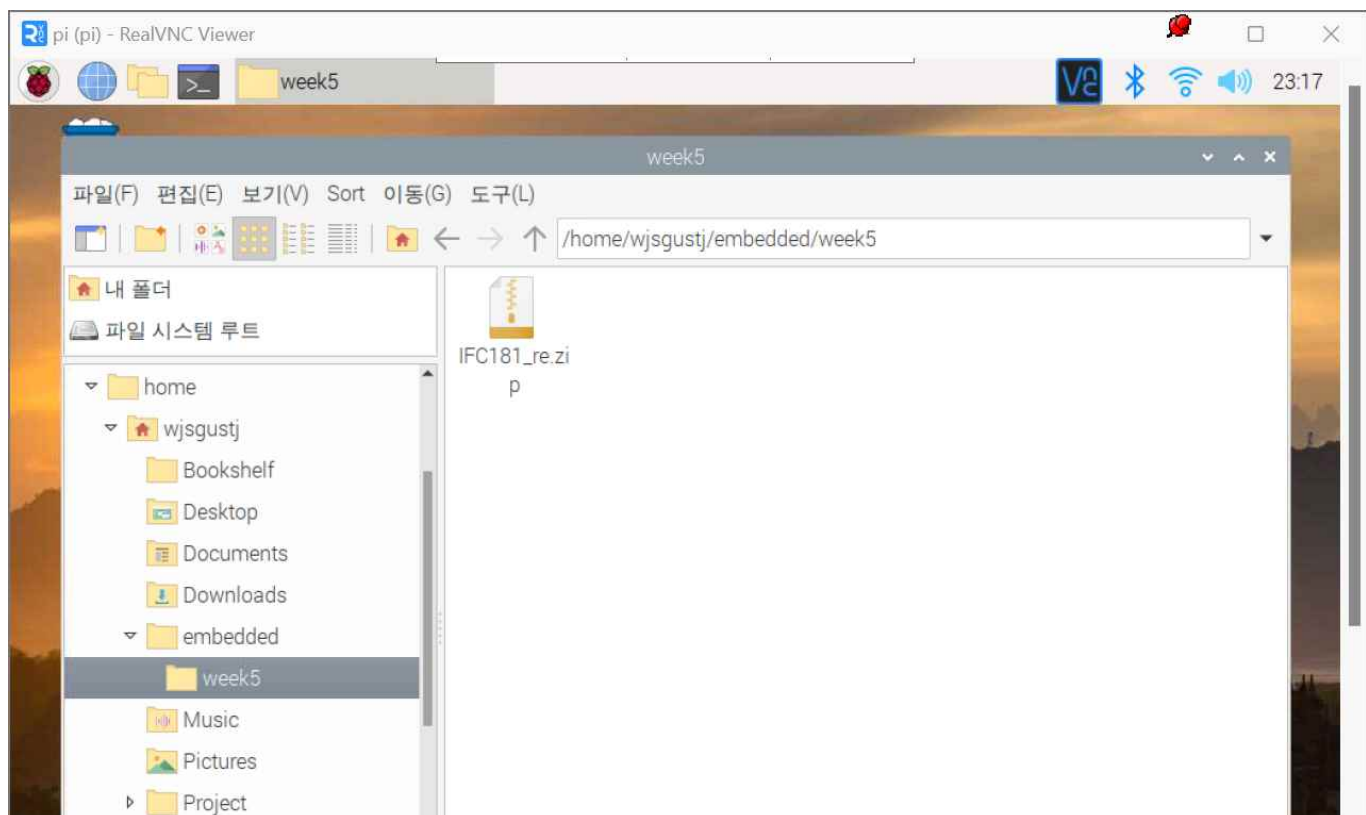 pi (pi) - RealVNC Viewer
week5
23:17
week5
파일(F) 편집(E) 보기(V) Sort 이동(G) 도구(L)
/home/wjsgustj/embedded/week5
내 폴더
파일 시스템 루트
IFC181_re.zi
p
home
wjsgustj
Bookshelf
Desktop
Documents
Downloads
embedded
week5
Music
Pictures
Project